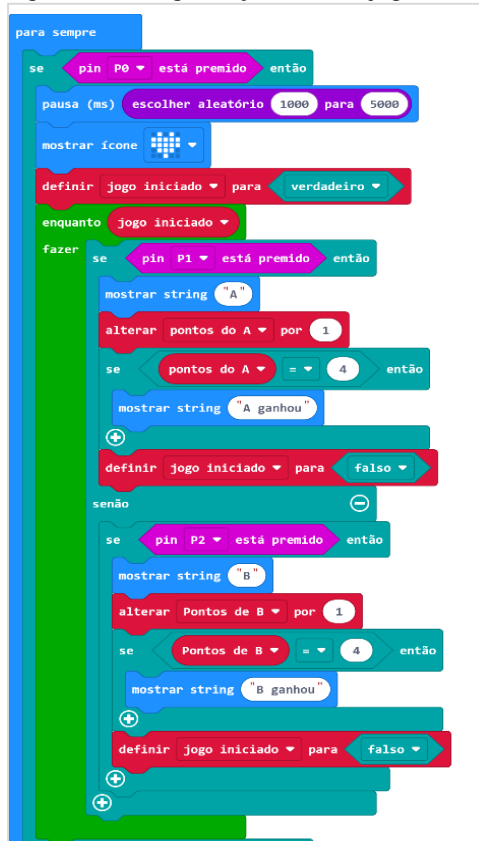 para sempre
se pin P0 está premido então
pausa (ms) escolher aleatório 1000 para 5000
mostrar ícone
definir jogo iniciado para verdadeiro
enquanto jogo iniciado
fazer
se pin P1 está premido então
mostrar string "A"
alterar pontos do A por 1
se pontos do A = 4 então
mostrar string "A ganhou"
definir jogo iniciado para falso
senão
se pin P2 está premido então
mostrar string "B"
alterar Pontos de B por 1
se Pontos de B = 4 então
mostrar string "B ganhou"
definir jogo iniciado para falso